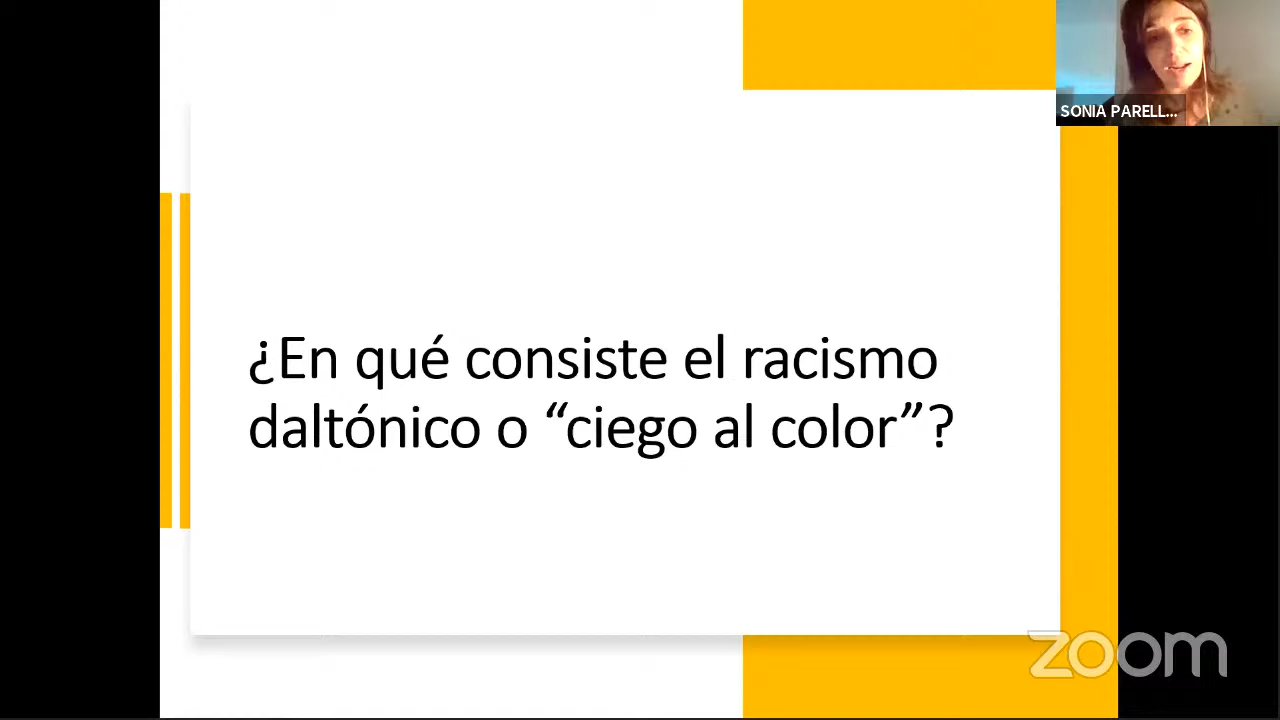 SONIA PARELL...
¿En qué consiste el racismo
daltónico o “ciego al color”?
zoom